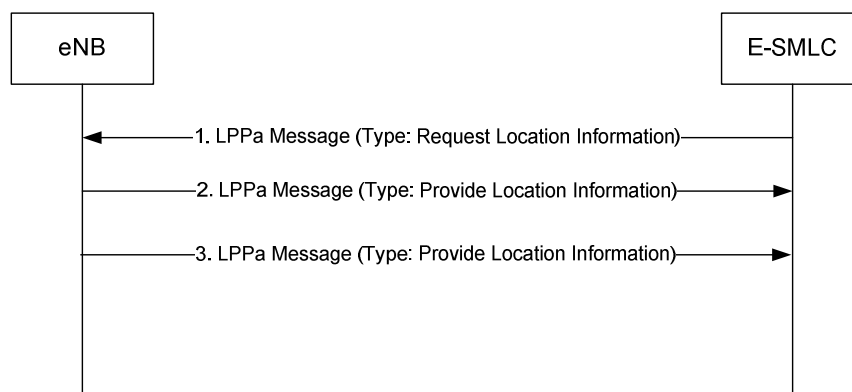 eNB
E-SMLC
1. LPPa Message (Type: Request Location Information)
2. LPPa Message (Type: Provide Location Information)
3. LPPa Message (Type: Provide Location Information)